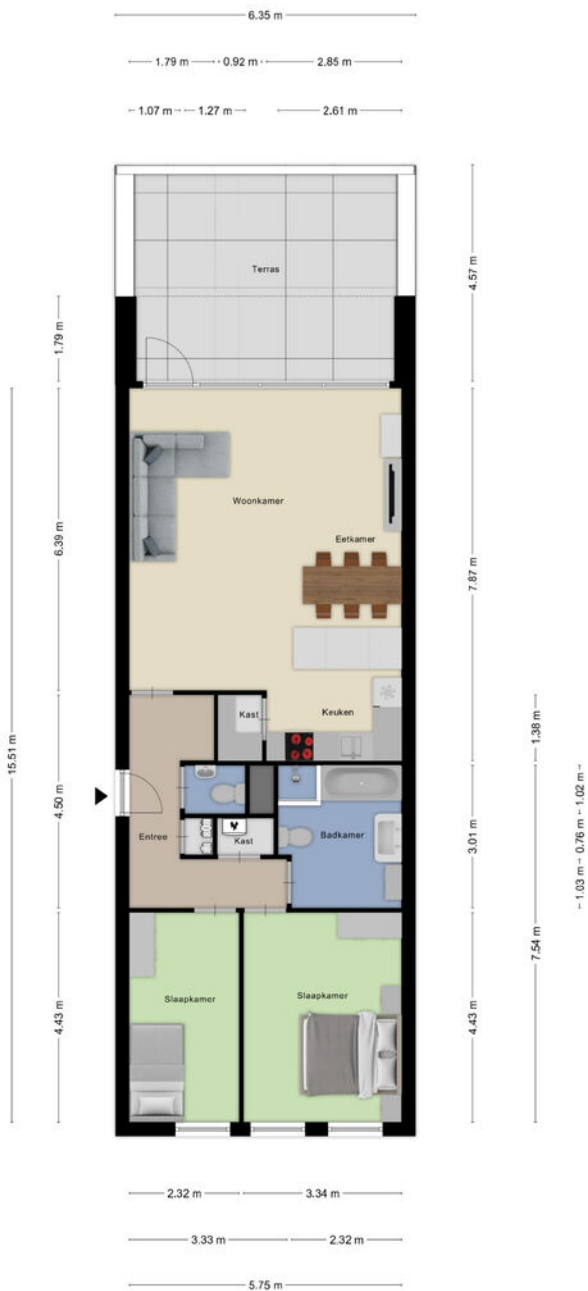 6.35 m
1.79 m
0.92 m
2.85 m
1.07 m
1.27 m
2.61 m
Terras
4.57 m
1.79 m
Woonkamer
Eetkamer
6.39 m
7.87 m
Kast
Keuken
1.38 m
15.51 m
4.50 m
Entree
Kast
Badkamer
3.01 m
1.03 m
0.76 m
1.02 m
7.54 m
Slaapkamer
Slaapkamer
4.43 m
4.43 m
2.32 m
3.34 m
3.33 m
2.32 m
5.75 m